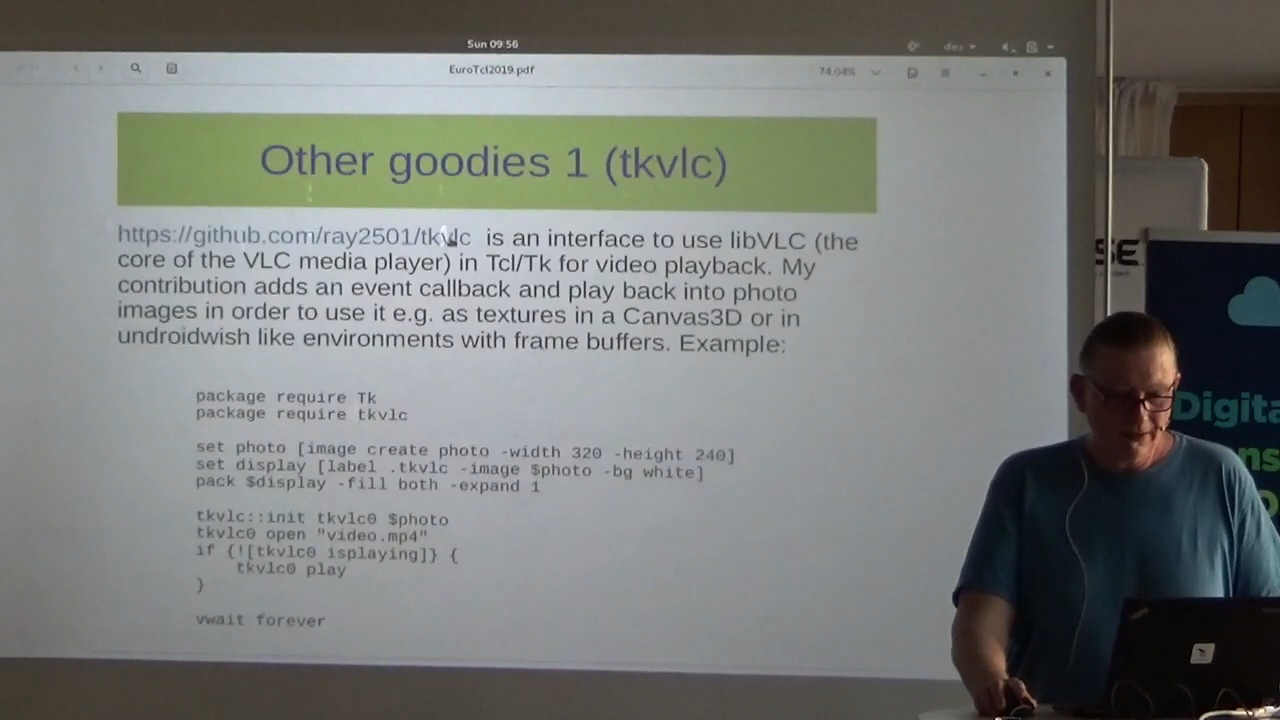 Sun 09:56
EuroTcl2019.pdf
74.04%
Other goodies 1 (tkvlc)
https://github.com/ray2501/tkvlc is an interface to use libVLC (the
core of the VLC media player) in Tcl/Tk for video playback. My
contribution adds an event callback and play back into photo
images in order to use it e.g. as textures in a Canvas3D or in
undroidwish like environments with frame buffers. Example:
package require Tk
package require tkvlc
set photo [image create photo -width 320 -height 240]
set display [label .tkvlc -image $photo -bg white]
pack $display -fill both -expand 1
tkvlc::init tkvlc0 $photo
tkvlc0 open "video.mp4"
if {![tkvlc0 isplaying]} {
tkvlc0 play
}
vwait forever
SE
Digita
ns